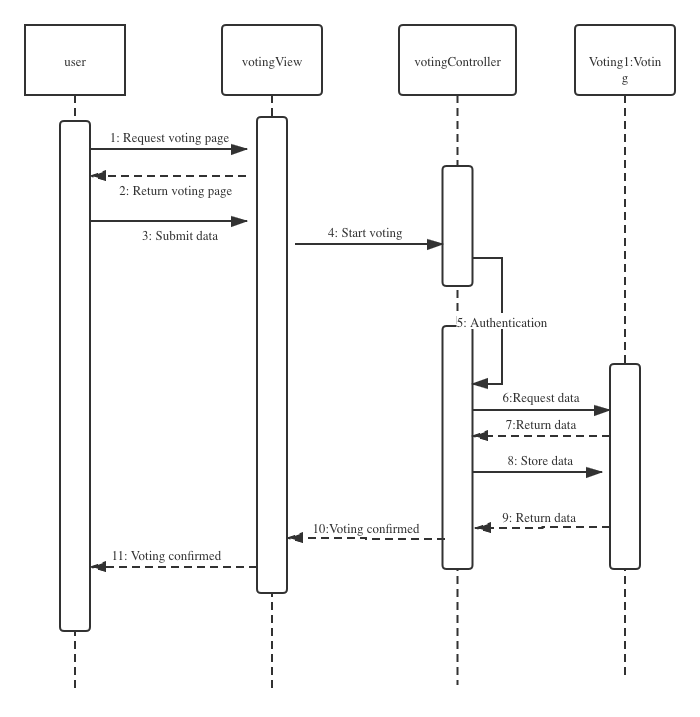 user
votingView
votingController
Voting1:Votin
g
1: Request voting page
2: Return voting page
3: Submit data
4: Start voting
5: Authentication
6:Request data
7:Return data
8: Store data
9: Return data
10:Voting confirmed
11: Voting confirmed